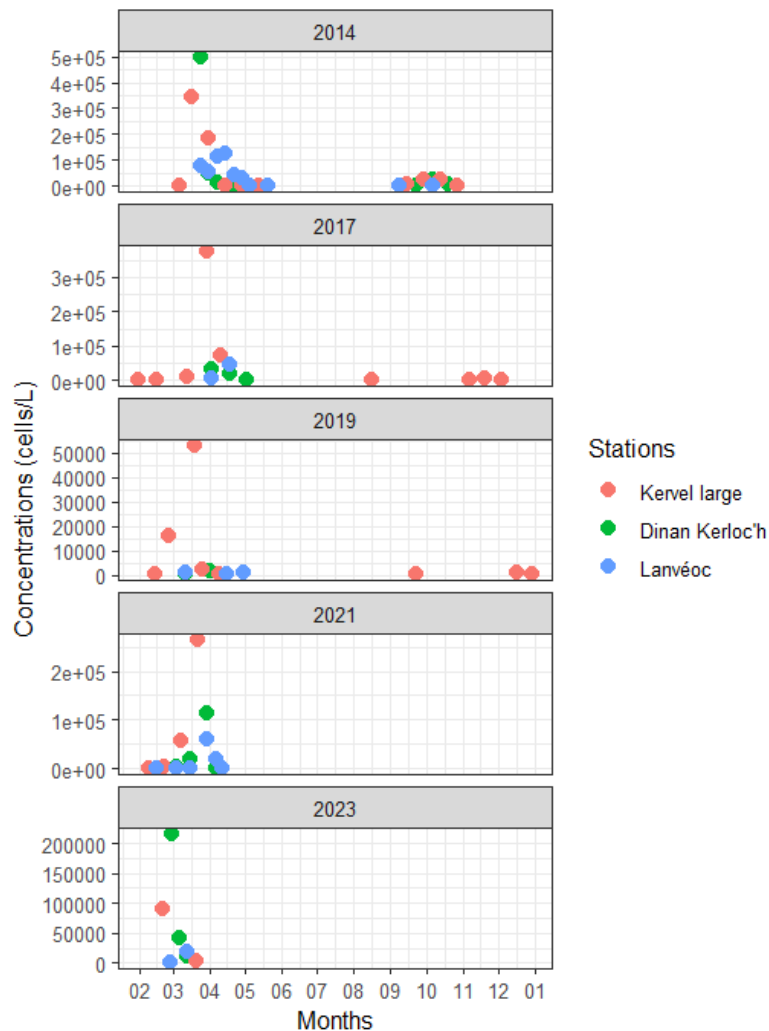 2014
5e+05
4e+05
3e+05
2e+05
1e+05
0e+00
2017
3e+05
2e+05
1e+05
0e+00
2019
50000
40000
30000
20000
10000
0
2021
2e+05
1e+05
0e+00
2023
200000
150000
100000
50000
0
02 03 04 05 06 07 08 09 10 11 12 01
Months
Concentrations (cells/L)
Stations
Kervel large
Dinan Kerloc'h
Lanvéoc